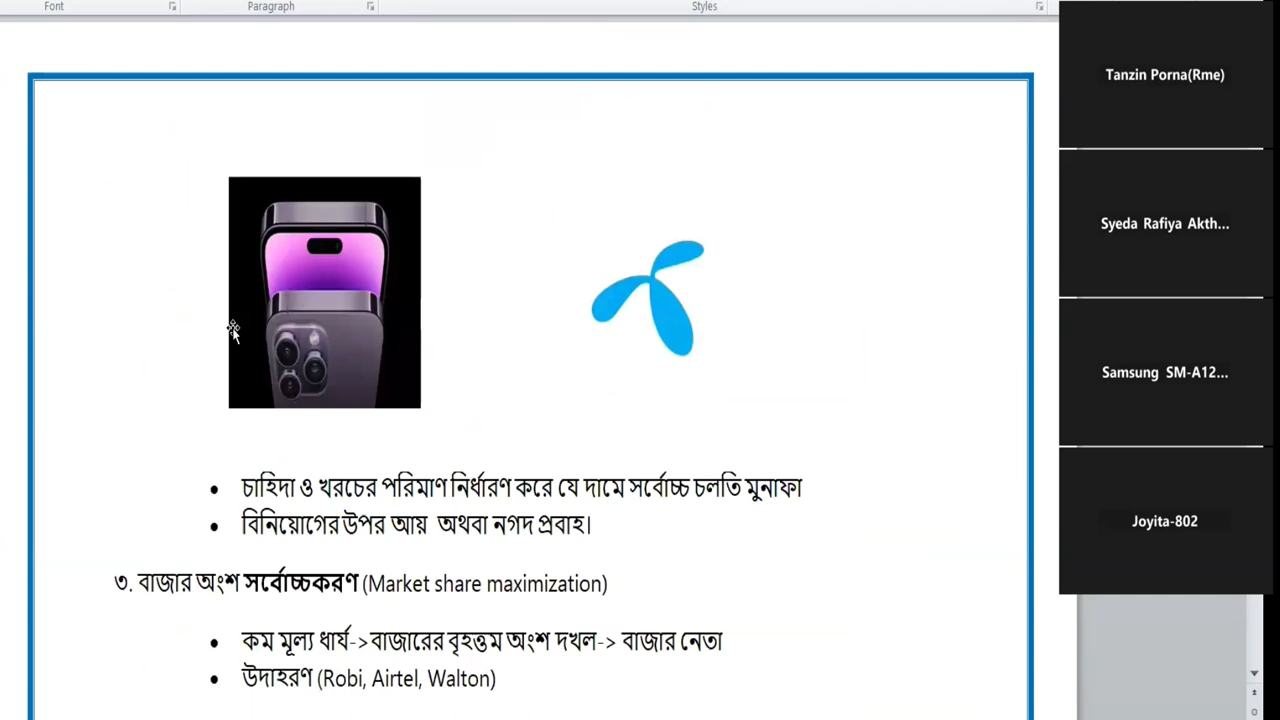 Font Paragraph Styles
Tanzin Porna(Rme)
Syeda Rafiya Akth...
Samsung SM-A12...
Joyita-802
• চাহিদা ও খরচের পরিমাণ নির্ধারণ করে যে দামে সর্বোচ্চ চলতি মুনাফা
• বিনিয়োগের উপর আয় অথবা নগদ প্রবাহ।
৩. বাজার অংশ সর্বোচ্চকরণ (Market share maximization)
• কম মূল্য ধার্য->বাজারের বৃহত্তম অংশ দখল-> বাজার নেতা
• উদাহরণ (Robi, Airtel, Walton)